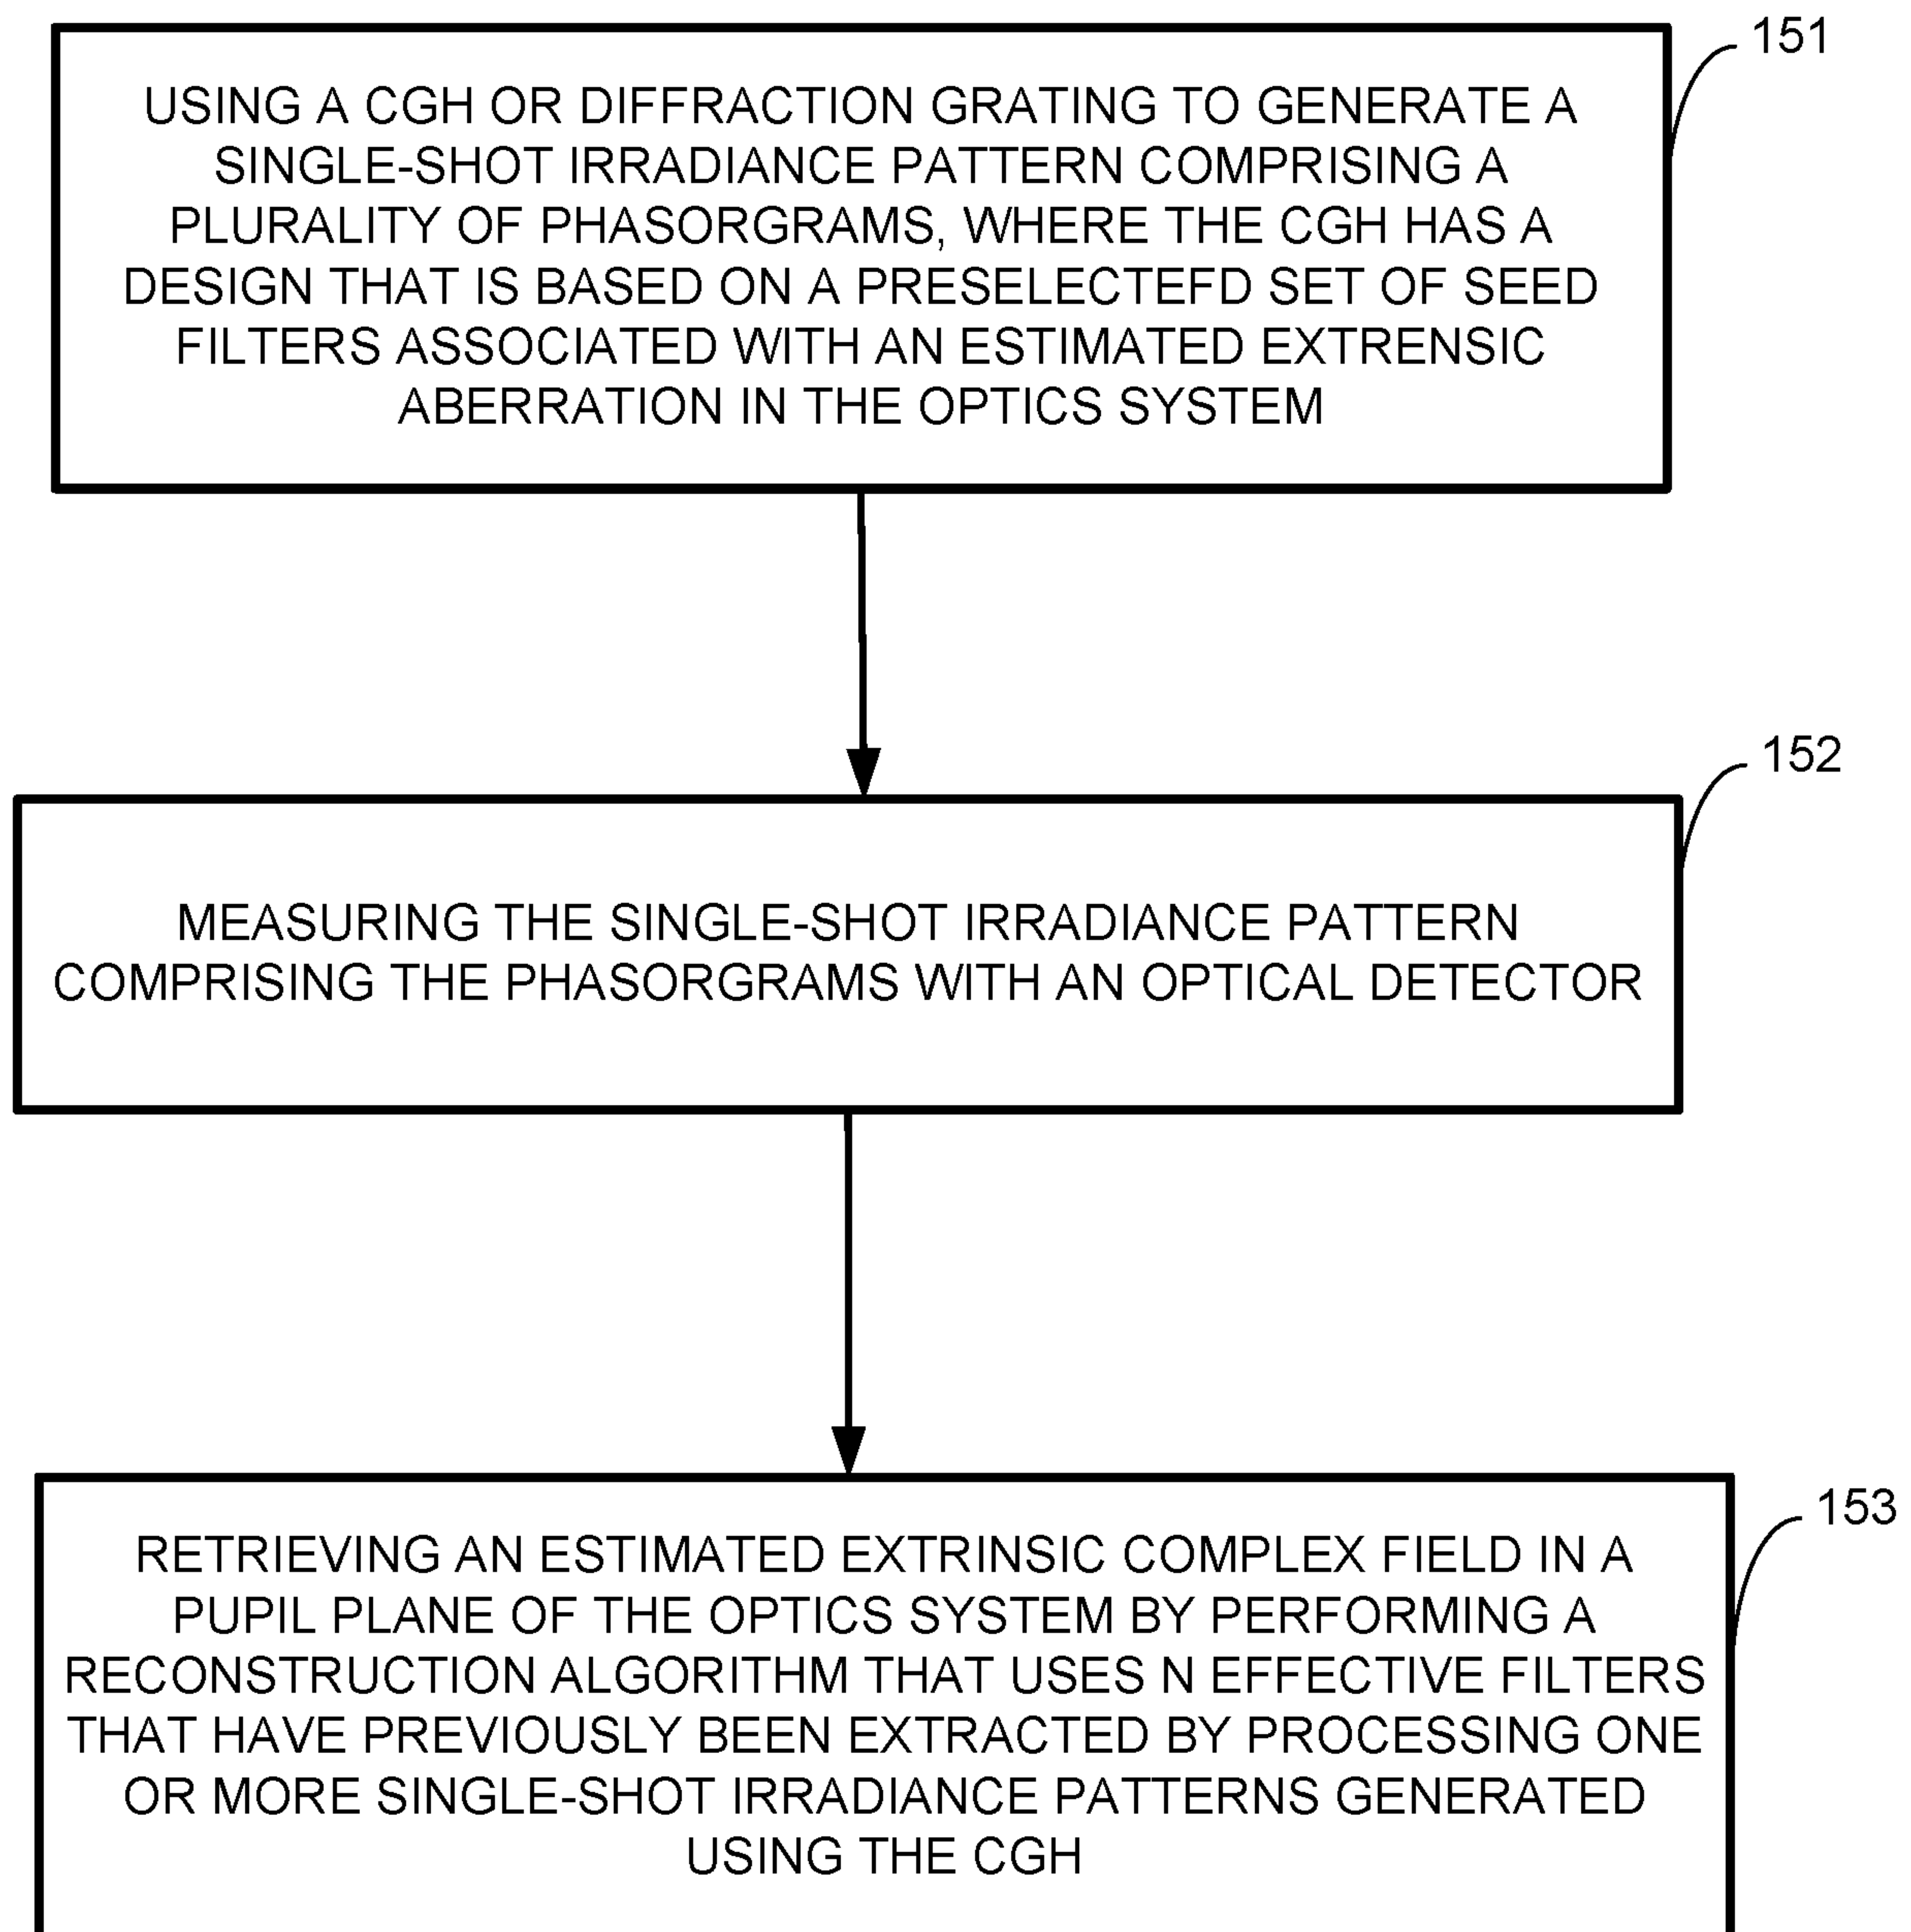 151
USING A CGH OR DIFFRACTION GRATING TO GENERATE A
SINGLE-SHOT IRRADIANCE PATTERN COMPRISING A
PLURALITY OF PHASORGRAMS, WHERE THE CGH HAS A
DESIGN THAT IS BASED ON A PRESELECTEFD SET OF SEED
FILTERS ASSOCIATED WITH AN ESTIMATED EXTRENSIC
ABERRATION IN THE OPTICS SYSTEM
152
MEASURING THE SINGLE-SHOT IRRADIANCE PATTERN
COMPRISING THE PHASORGRAMS WITH AN OPTICAL DETECTOR
153
RETRIEVING AN ESTIMATED EXTRINSIC COMPLEX FIELD IN A
PUPIL PLANE OF THE OPTICS SYSTEM BY PERFORMING A
RECONSTRUCTION ALGORITHM THAT USES N EFFECTIVE FILTERS
THAT HAVE PREVIOUSLY BEEN EXTRACTED BY PROCESSING ONE
OR MORE SINGLE-SHOT IRRADIANCE PATTERNS GENERATED
USING THE CGH